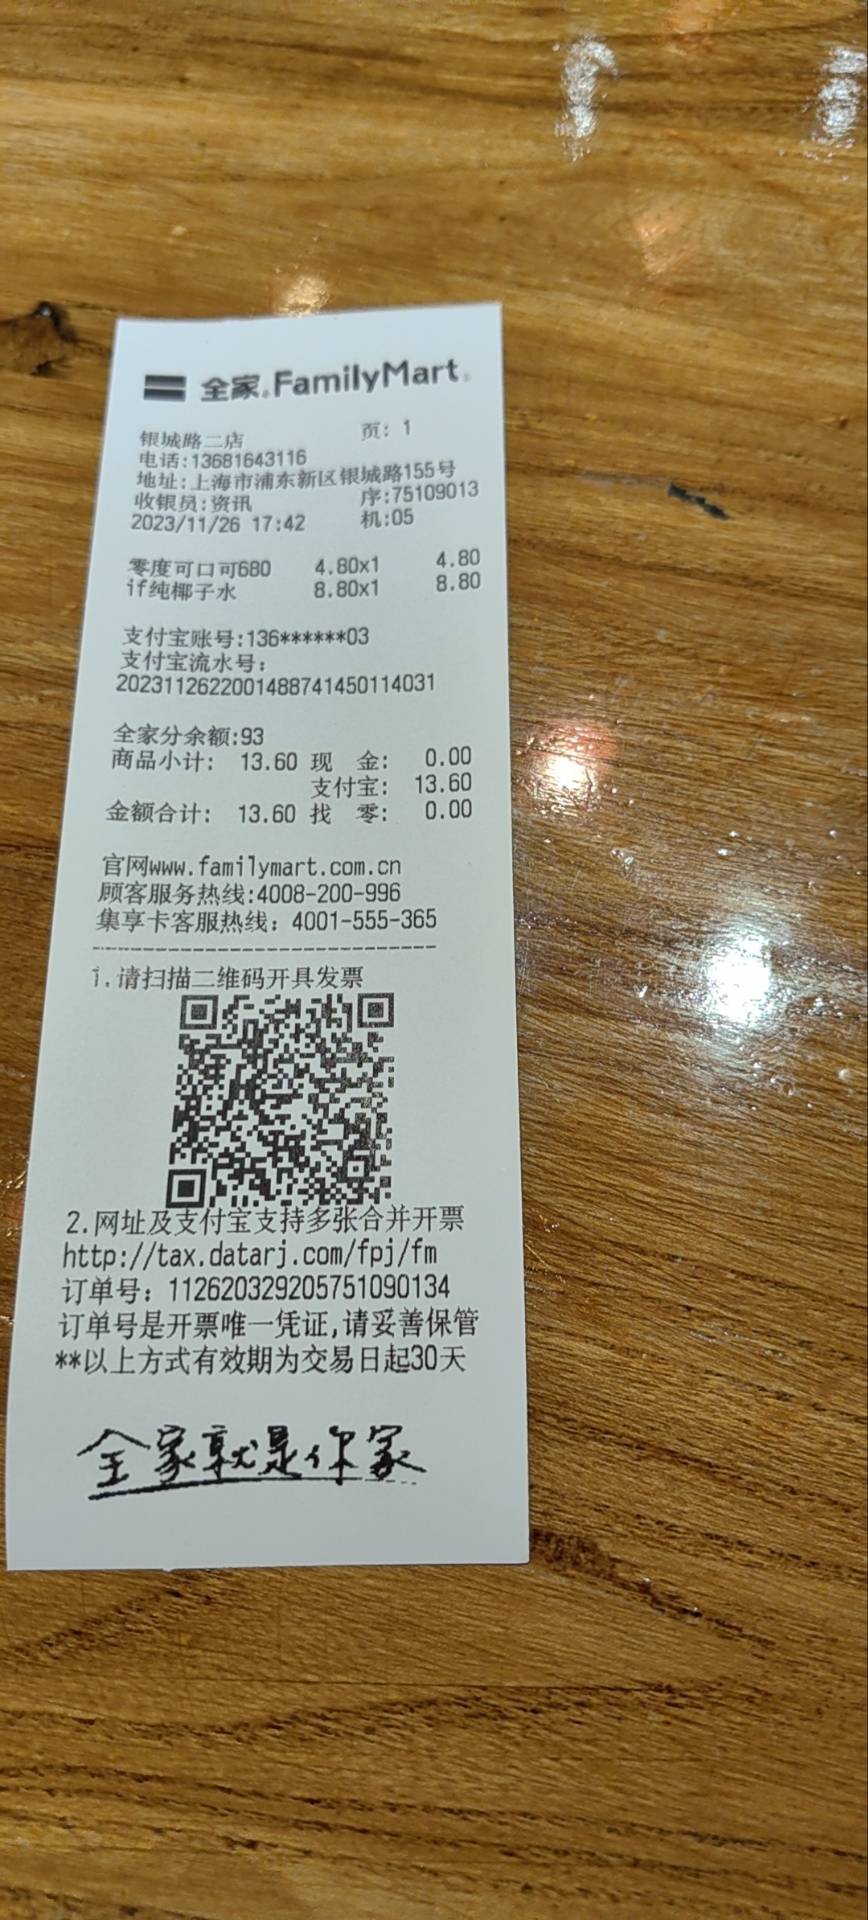 全家 FamilyMart
银城路二店 页: 1
电话:13681643116
地址:上海市浦东新区银城路155号
收银员:资讯 序:75109013
2023/11/26 17:42 机:05
零度可口可680 4.80x1 4.80
if纯椰子水 8.80x1 8.80
支付宝账号:136******03
支付宝流水号:
2023112622001488741450114031
全家分余额:93
商品小计: 13.60 现 金: 0.00
支付宝: 13.60
金额合计: 13.60 找 零: 0.00
官网www.familymart.com.cn
顾客服务热线:4008-200-996
集享卡客服热线: 4001-555-365
1.请扫描二维码开具发票
2.网址及支付宝支持多张合并开票
http://tax.datarj.com/fpj/fm
订单号: 112620329205751090134
订单号是开票唯一凭证,请妥善保管
**以上方式有效期为交易日起30天
全家就是你家